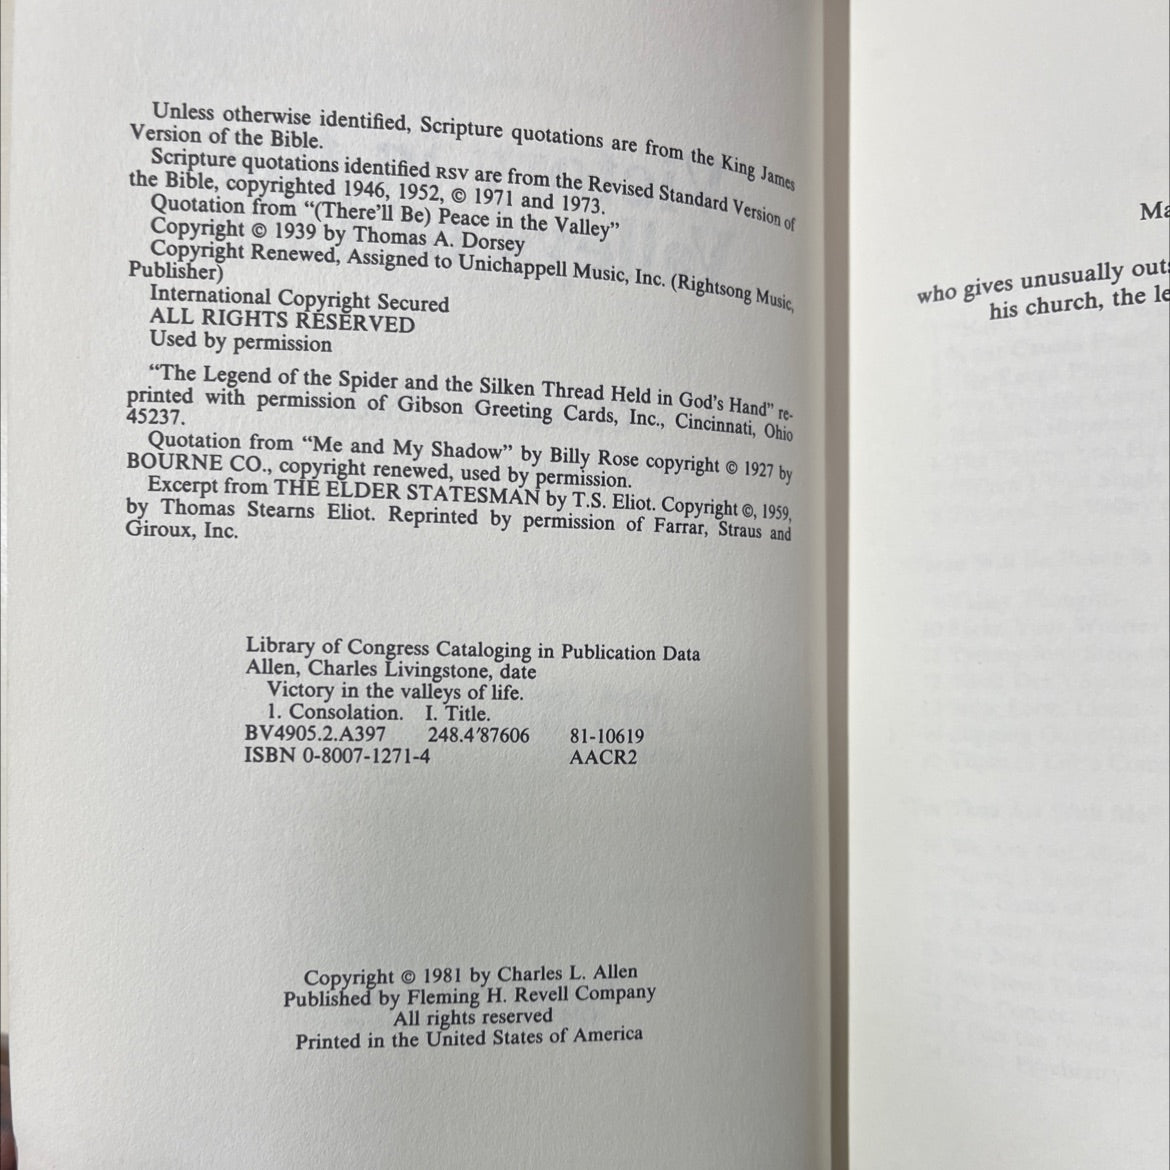 Unless otherwise identified, Scripture quotations are from the King James
Version of the Bible.
Scripture quotations identified RSV are from the Revised Standard Version of
the Bible, copyrighted 1946, 1952, © 1971 and 1973.
Quotation from “(There’ll Be) Peace in the Valley”
Copyright © 1939 by Thomas A. Dorsey
Copyright Renewed, Assigned to Unichappell Music, Inc. (Rightsong Music,
Publisher)
International Copyright Secured
ALL RIGHTS RESERVED
Used by permission
“The Legend of the Spider and the Silken Thread Held in God’s Hand” re-
printed with permission of Gibson Greeting Cards, Inc., Cincinnati, Ohio
45237.
Quotation from “Me and My Shadow” by Billy Rose copyright © 1927 by
BOURNE CO., copyright renewed, used by permission.
Excerpt from THE ELDER STATESMAN by T.S. Eliot. Copyright ©, 1959,
by Thomas Stearns Eliot. Reprinted by permission of Farrar, Straus and
Giroux, Inc.
Library of Congress Cataloging in Publication Data
Allen, Charles Livingstone, date
Victory in the valleys of life.
1. Consolation. I. Title.
BV4905.2.A397 248.4′87606 81-10619
ISBN 0-8007-1271-4 AACR2
Copyright © 1981 by Charles L. Allen
Published by Fleming H. Revell Company
All rights reserved
Printed in the United States of America
who gives unusually
his church, the